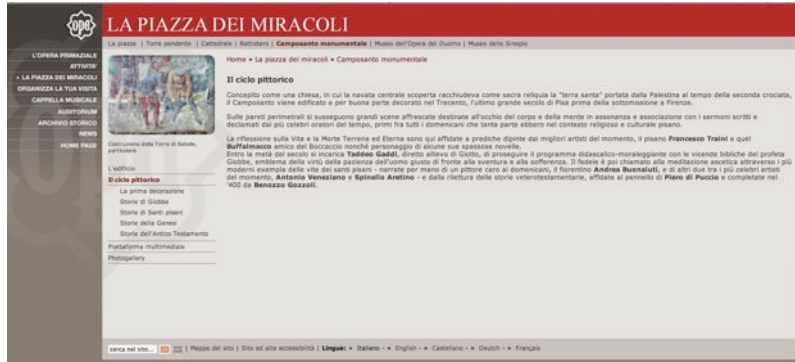 OPE
LA PIAZZA DEI MIRACOLI
La piazza | Torre pendente | Cattedrale | Battistero | Camposanto monumentale | Museo dell'Opera del Duomo | Museo delle Sinopie
L'OPERA PRIMAZIALE
ATTIVITA'
» LA PIAZZA DEI MIRACOLI
ORGANIZZA LA TUA VISITA
CAPPELLA MUSICALE
AUDITORIUM
ARCHIVIO STORICO
NEWS
HOME PAGE
Costruzione della Torre di Babele,
particolare
L'edificio
Il ciclo pittorico
La prima decorazione
Storie di Giobbe
Storie di Santi pisani
Storie della Genesi
Storie dell'Antico Testamento
Piattaforma multimediale
Photogallery
Home » La piazza dei miracoli » Camposanto monumentale
Il ciclo pittorico
Concepito come una chiesa, in cui la navata centrale scoperta racchiudeva come sacra reliquia la "terra santa" portata dalla Palestina al tempo della seconda crociata,
il Camposanto viene edificato e per buona parte decorato nel Trecento, l'ultimo grande secolo di Pisa prima della sottomissione a Firenze.
Sulle pareti perimetrali si susseguono grandi scene affrescate destinate all'occhio del corpo e della mente in assonanza e associazione con i sermoni scritti e
declamati dai più celebri oratori del tempo, primi fra tutti i domenicani che tanta parte ebbero nel contesto religioso e culturale pisano.
La riflessione sulla Vita e la Morte Terrena ed Eterna sono qui affidate a prediche dipinte dai migliori artisti del momento, il pisano Francesco Traini e quel
Buffalmacco amico del Boccaccio nonché personaggio di alcune sue spassose novelle.
Entro la metà del secolo si incarica Taddeo Gaddi, diretto allievo di Giotto, di proseguire il programma didascalico-moraleggiante con le vicende bibliche del profeta
Giobbe, emblema della virtù della pazienza dell'uomo giusto di fronte alla sventura e alla sofferenza. Il fedele è poi chiamato alla meditazione ascetica attraverso i più
moderni exempla delle vite dei santi pisani - narrate per mano di un pittore caro ai domenicani, il fiorentino Andrea Buonaiuti, e di altri due tra i più celebri artisti
del momento, Antonio Veneziano e Spinello Aretino - e dalla rilettura delle storie veterotestamentarie, affidate al pennello di Piero di Puccio e completate nel
'400 da Benozzo Gozzoli.
cerca nel sito... | Mappa del sito | Sito ad alta accessibilità | Lingue: » Italiano - » English - » Castellano - » Deutch - » Français